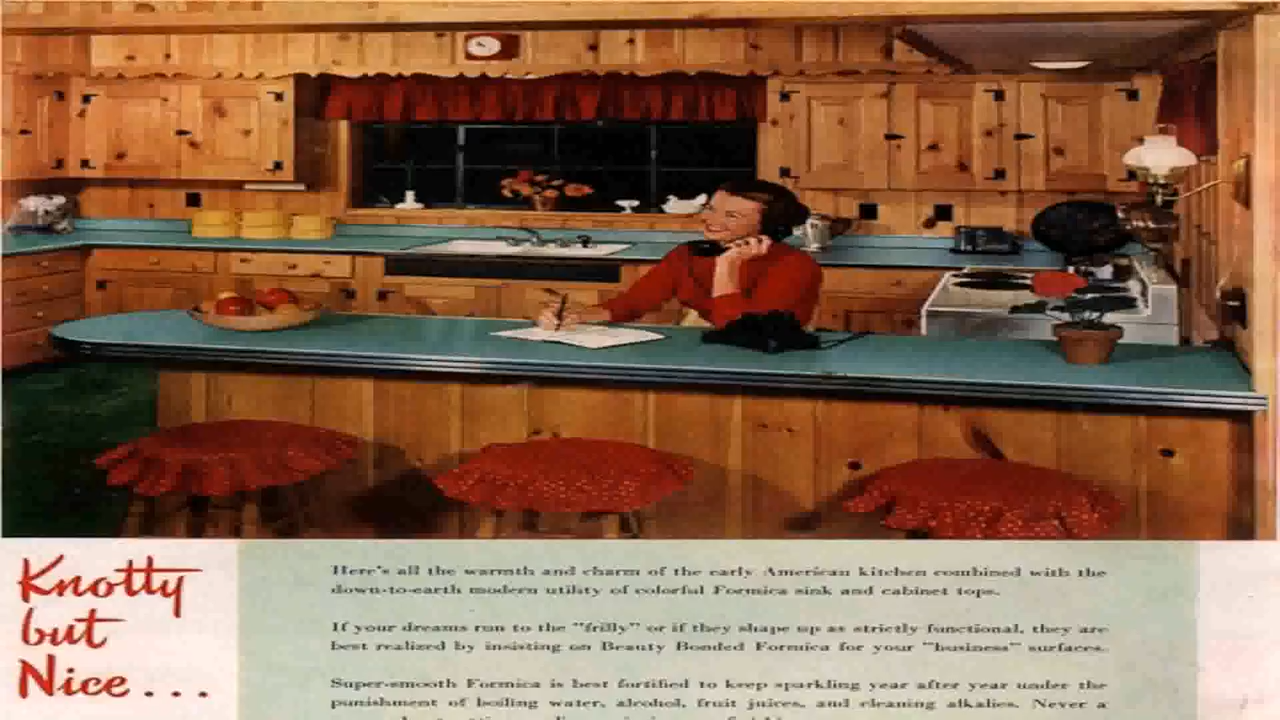 Knotty
but
Nice...
Here's all the warmth and charm of the early American kitchen combined with the
down-to-earth modern utility of colorful Formica sink and cabinet tops.
If your dreams run to the "frilly" or if they shape up as strictly functional, they are
best realized by insisting on Beauty Bonded Formica for your "business" surfaces.
Super-smooth Formica is best fortified to keep sparkling year after year under the
punishment of boiling water, alcohol, fruit juices, and cleaning alkalies. Never a